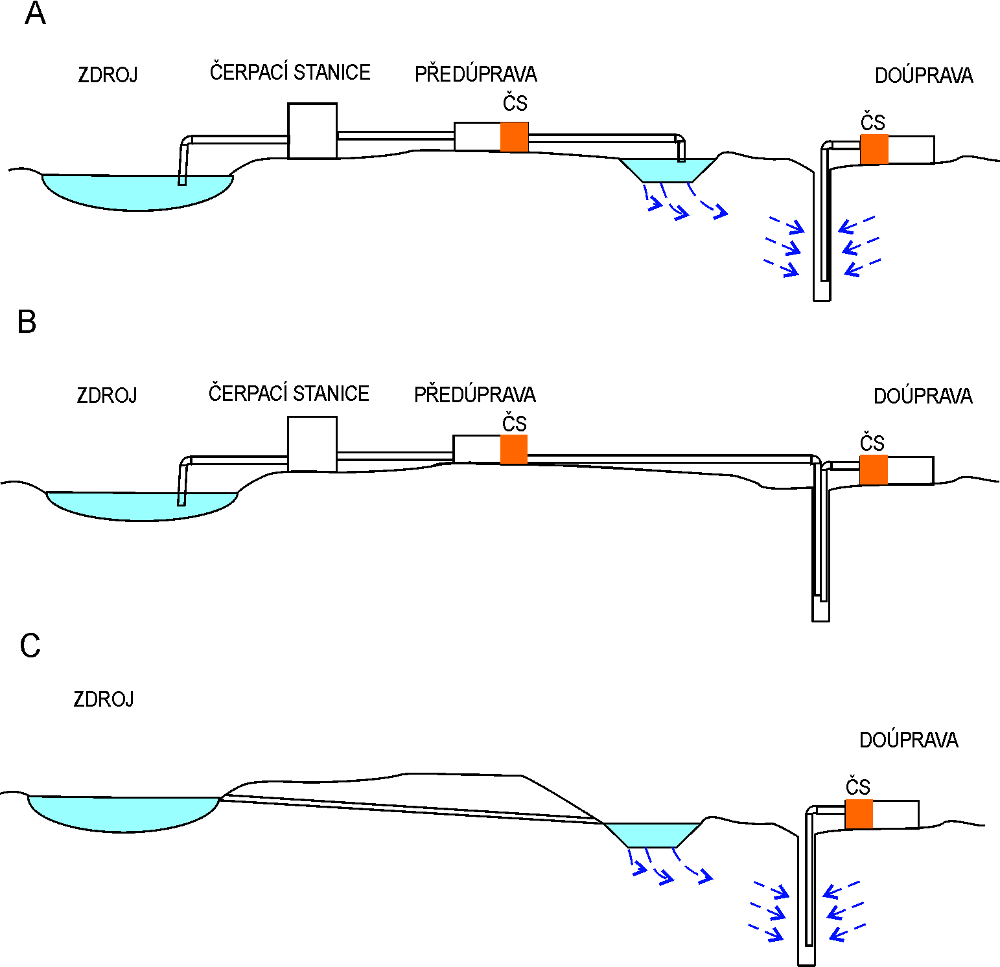 A
ZDROJ
ČERPACÍ STANICE
PŘEDÚPRAVA
DOÚPRAVA
ČS
ČS
B
ZDROJ
ČERPACÍ STANICE
PŘEDÚPRAVA
DOÚPRAVA
ČS
ČS
C
ZDROJ
DOÚPRAVA
ČS